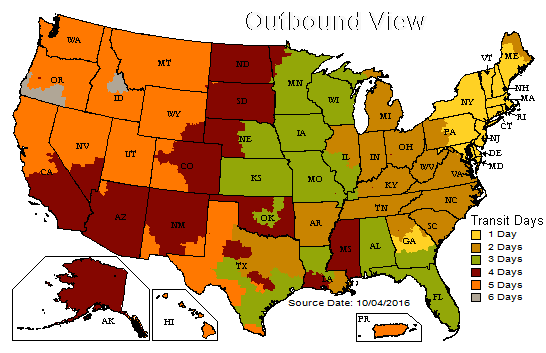 Outbound View
WA
MT
ND
MN
VT
ME
OR
ID
SD
WI
NY
NH
MA
WY
MI
RI
CT
PA
NJ
IA
NE
OH
DE
MD
NV
UT
IL
IN
WV
VA
CA
CO
KS
MO
KY
NC
TN
AZ
NM
OK
AR
SC
MS
AL
GA
TX
LA
FL
AK
HI
PR
Transit Days
1 Day
2 Days
3 Days
4 Days
5 Days
6 Days
Source Date: 10/04/2016